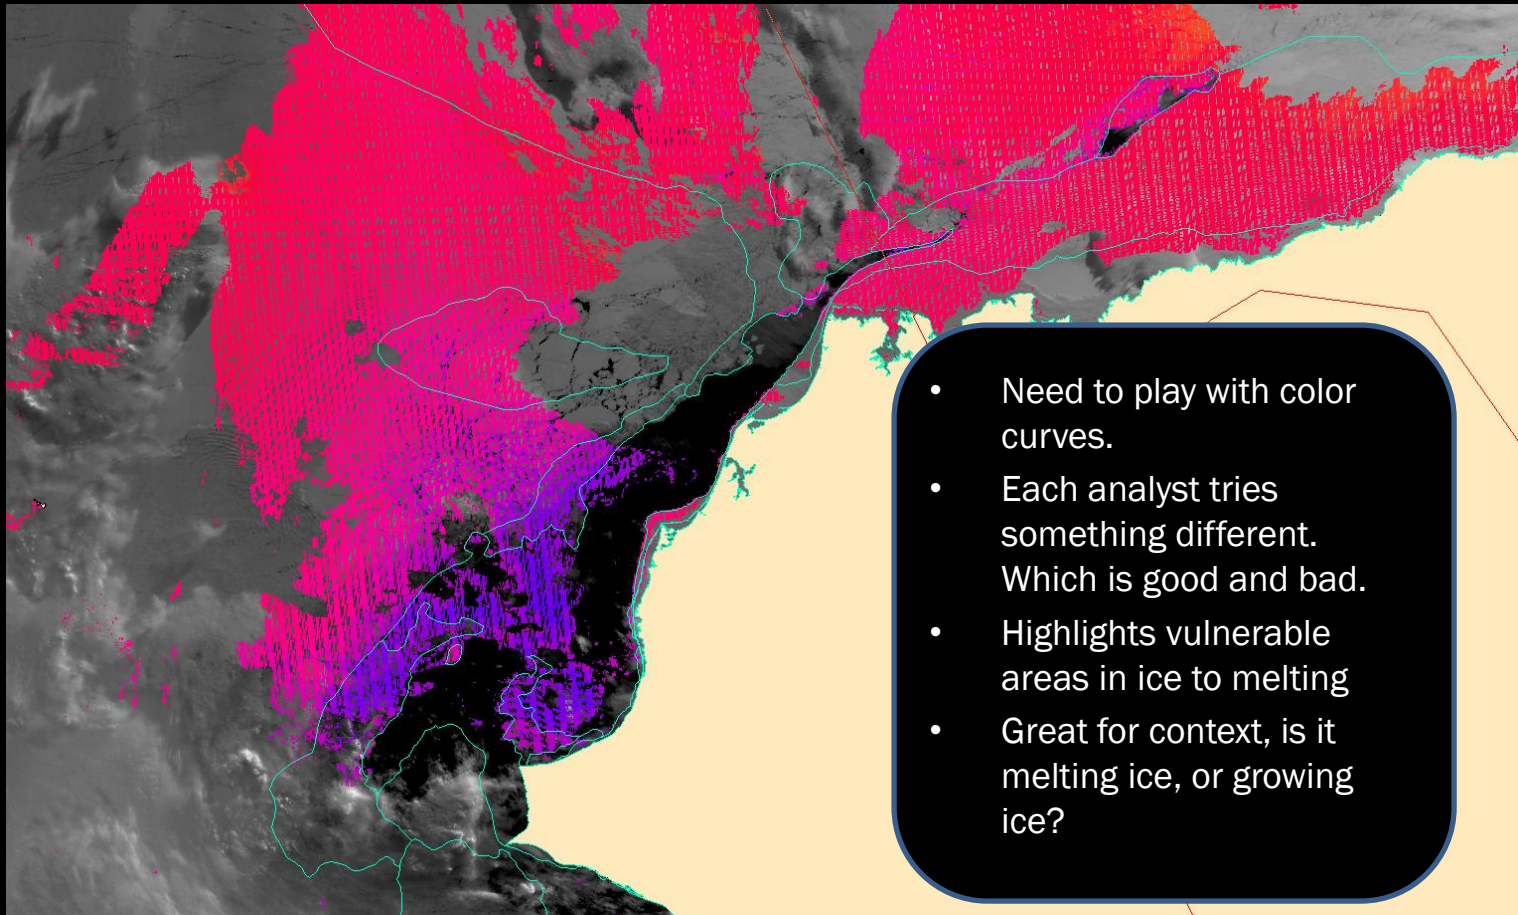 • Need to play with color
curves.
• Each analyst tries
something different.
Which is good and bad.
• Highlights vulnerable
areas in ice to melting
• Great for context, is it
melting ice, or growing
ice?